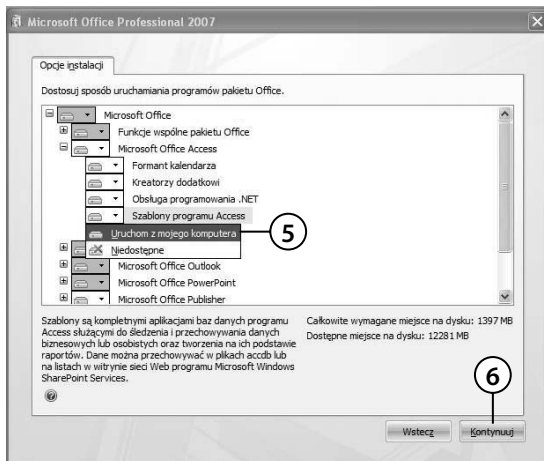 Microsoft Office Professional 2007
Opcje instalacji
Dostosuj sposób uruchamiania programów pakietu Office.
Microsoft Office
Funkcje wspólne pakietu Office
Microsoft Office Access
Formant kalendarza
Kreatorzy dodatkowi
Obsługa programowania .NET
Szablony programu Access
Uruchom z mojego komputera
5
Niedostępne
Microsoft Office Outlook
Microsoft Office PowerPoint
Microsoft Office Publisher
Szablony są kompletnymi aplikacjami baz danych programu
Access służącymi do śledzenia i przechowywania danych
biznesowych lub osobistych oraz tworzenia na ich podstawie
raportów. Dane można przechowywać w plikach accdb lub
na listach w witrynie sieci Web programu Microsoft Windows
SharePoint Services.
Całkowite wymagane miejsce na dysku: 1397 MB
Dostępne miejsce na dysku: 12281 MB
6
Wstecz
Kontynuuj